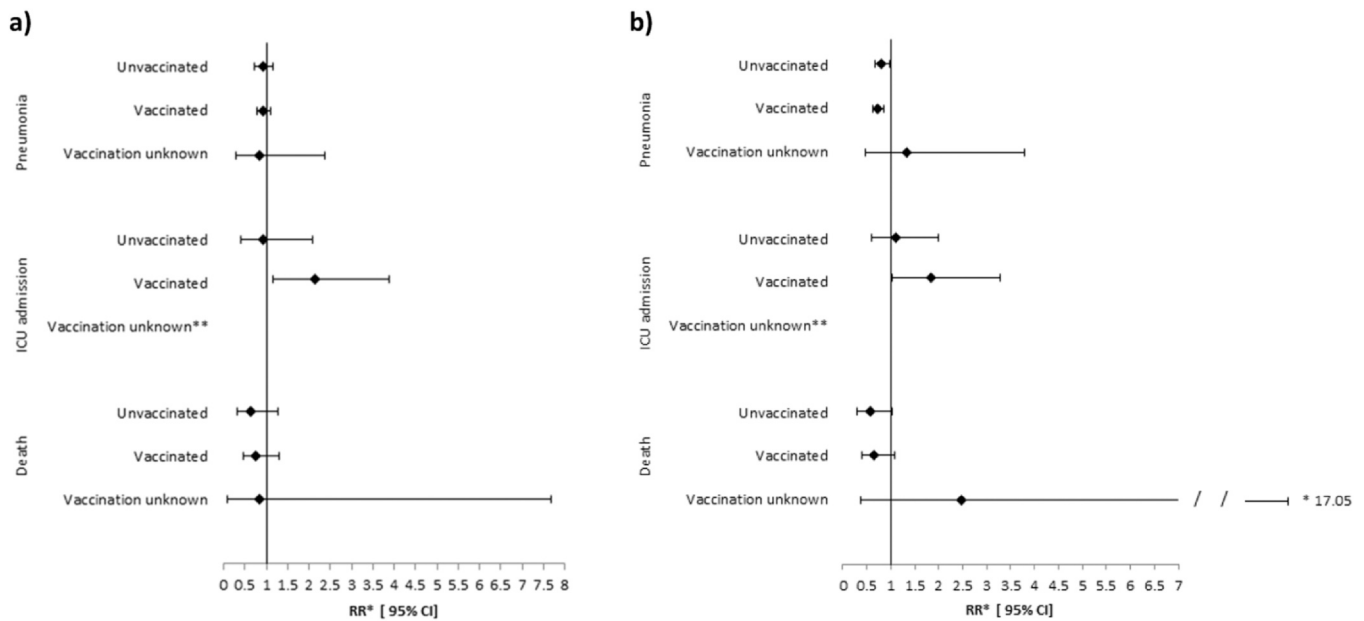 a)
Pneumonia
Unvaccinated
Vaccinated
Vaccination unknown
ICU admission
Unvaccinated
Vaccinated
Vaccination unknown**
Death
Unvaccinated
Vaccinated
Vaccination unknown
0 0.5 1 1.5 2 2.5 3 3.5 4 4.5 5 5.5 6 6.5 7 7.5 8
RR* [ 95% CI]
b)
Pneumonia
Unvaccinated
Vaccinated
Vaccination unknown
ICU admission
Unvaccinated
Vaccinated
Vaccination unknown**
Death
Unvaccinated
Vaccinated
Vaccination unknown
/ / * 17.05
0 0.5 1 1.5 2 2.5 3 3.5 4 4.5 5 5.5 6 6.5 7
RR* [ 95% CI]